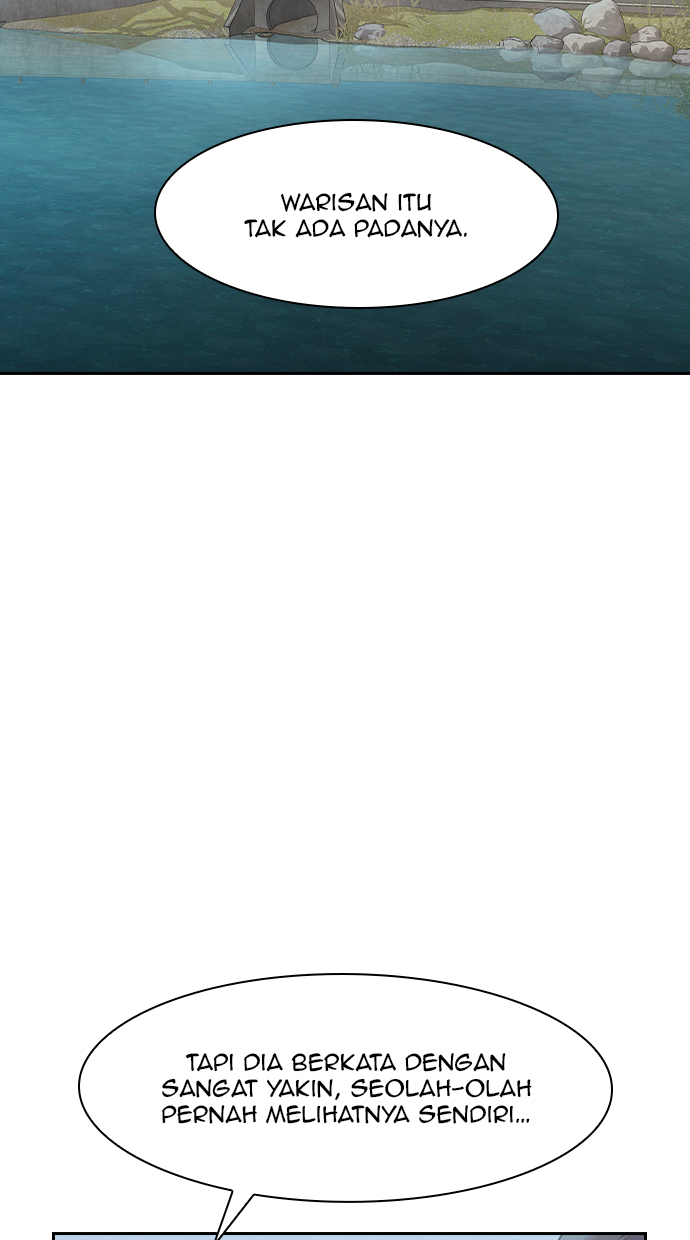 WARISAN ITU
TAK ADA PADANYA.
TAPI DIA BERKATA DENGAN
SANGAT YAKIN, SEOLAH-OLAH
PERNAH MELIHATNYA SENDIRI...